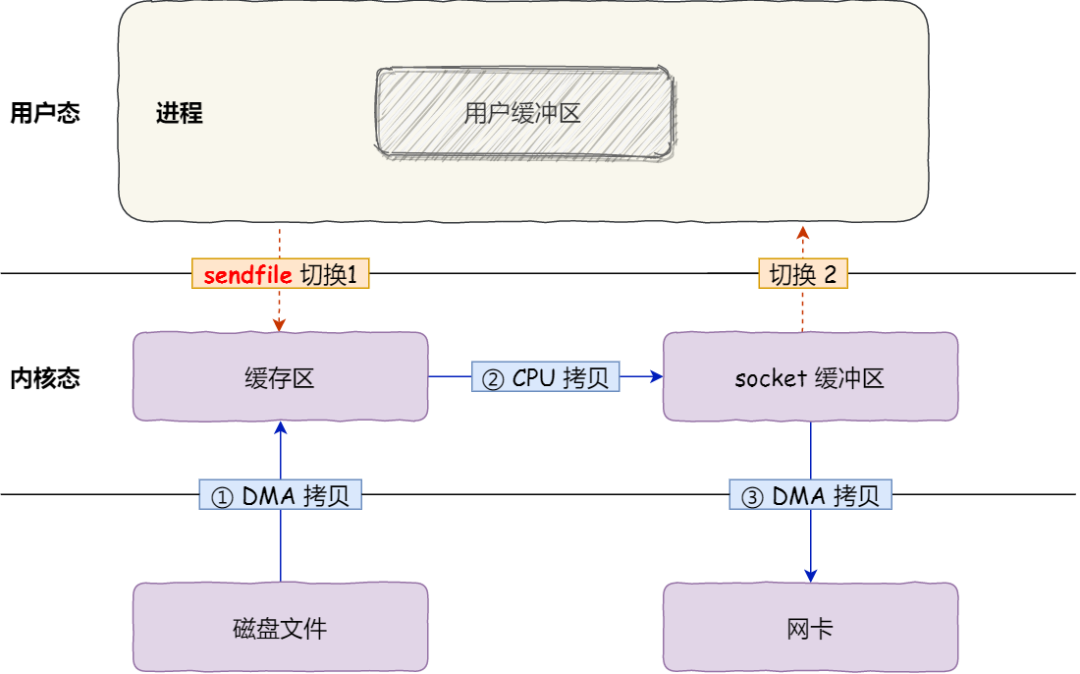 用户态
进程
用户缓冲区
sendfile 切换1
切换 2
内核态
缓存区
② CPU 拷贝
socket 缓冲区
① DMA 拷贝
③ DMA 拷贝
磁盘文件
网卡